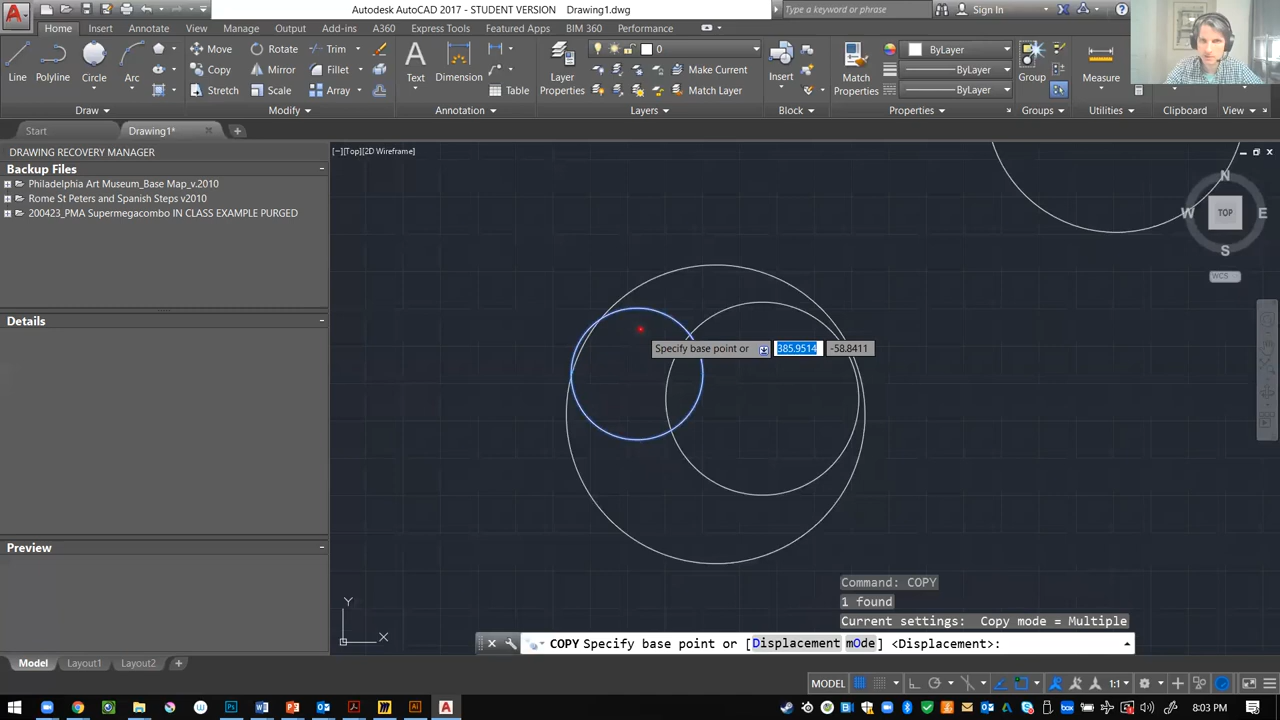 Autodesk AutoCAD 2017 - STUDENT VERSION Drawing1.dwg
Type a keyword or phrase
Sign In
Home Insert Annotate View Manage Output Add-ins A360 Express Tools Featured Apps BIM 360 Performance
Line Polyline Circle Arc
Move Rotate Trim
Copy Mirror Fillet
Stretch Scale Array
Text Dimension Table
Layer Properties
0
Make Current
Match Layer
Insert
Match Properties
ByLayer
ByLayer
ByLayer
Group
Measure
Draw Modify Annotation Layers Block Properties Groups Utilities Clipboard View
Start Drawing1*
DRAWING RECOVERY MANAGER
Backup Files
Philadelphia Art Museum_Base Map_v.2010
Rome St Peters and Spanish Steps v2010
200423_PMA Supermegacombo IN CLASS EXAMPLE PURGED
Details
Preview
[−][Top][2D Wireframe]
N
W TOP E
S
WCS
Specify base point or 385.9514 -58.8411
Y
X
Command: COPY
1 found
Current settings: Copy mode = Multiple
COPY Specify base point or [Displacement mOde] <Displacement>:
Model Layout1 Layout2
MODEL 1:1
8:03 PM